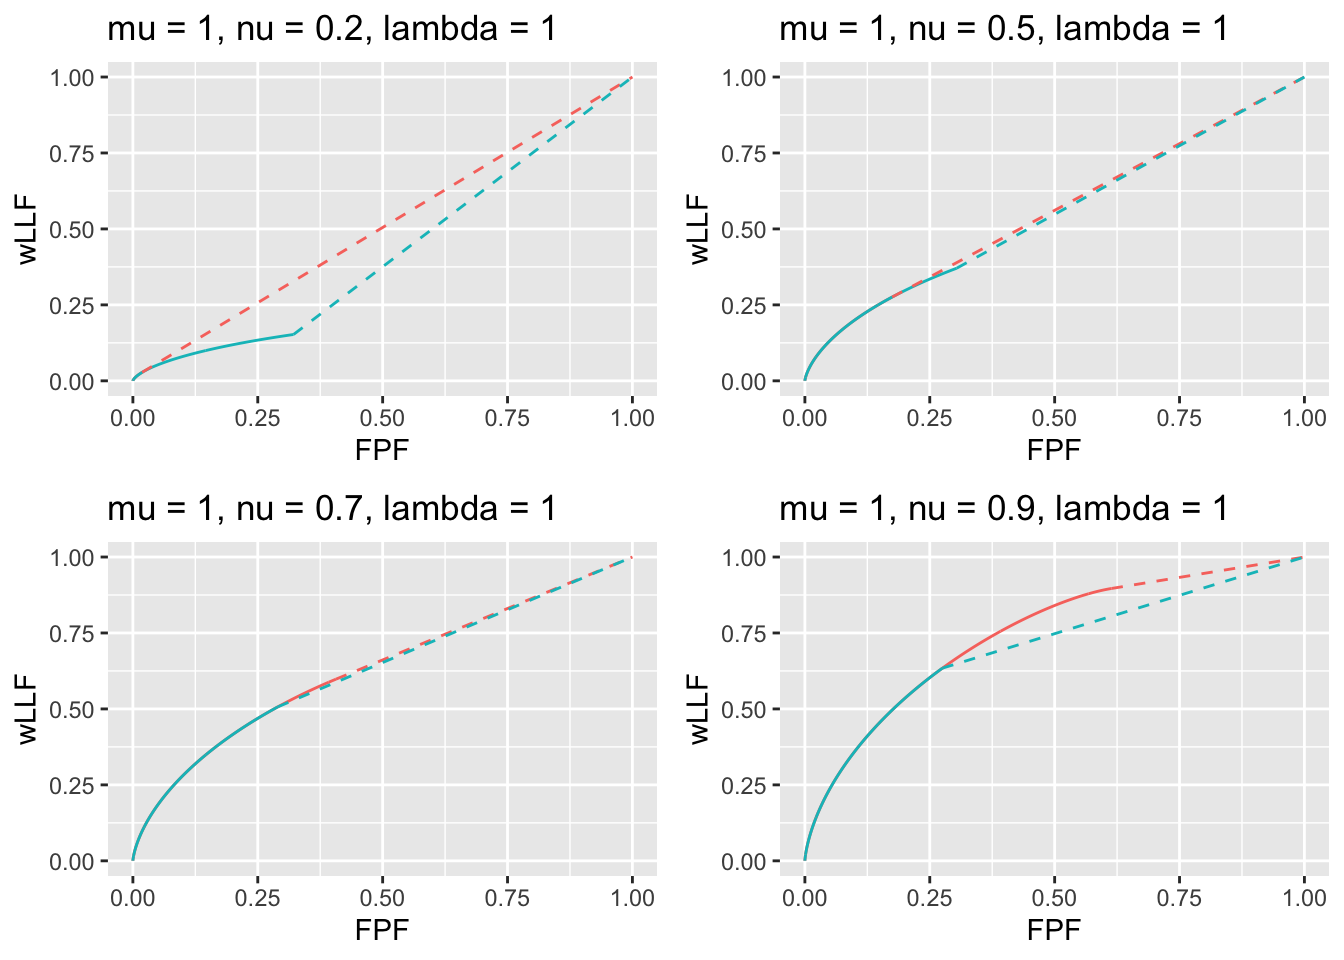 mu = 1, nu = 0.2, lambda = 1
wLLF
1.00
0.75
0.50
0.25
0.00
0.00 0.25 0.50 0.75 1.00
FPF
mu = 1, nu = 0.5, lambda = 1
wLLF
1.00
0.75
0.50
0.25
0.00
0.00 0.25 0.50 0.75 1.00
FPF
mu = 1, nu = 0.7, lambda = 1
wLLF
1.00
0.75
0.50
0.25
0.00
0.00 0.25 0.50 0.75 1.00
FPF
mu = 1, nu = 0.9, lambda = 1
wLLF
1.00
0.75
0.50
0.25
0.00
0.00 0.25 0.50 0.75 1.00
FPF